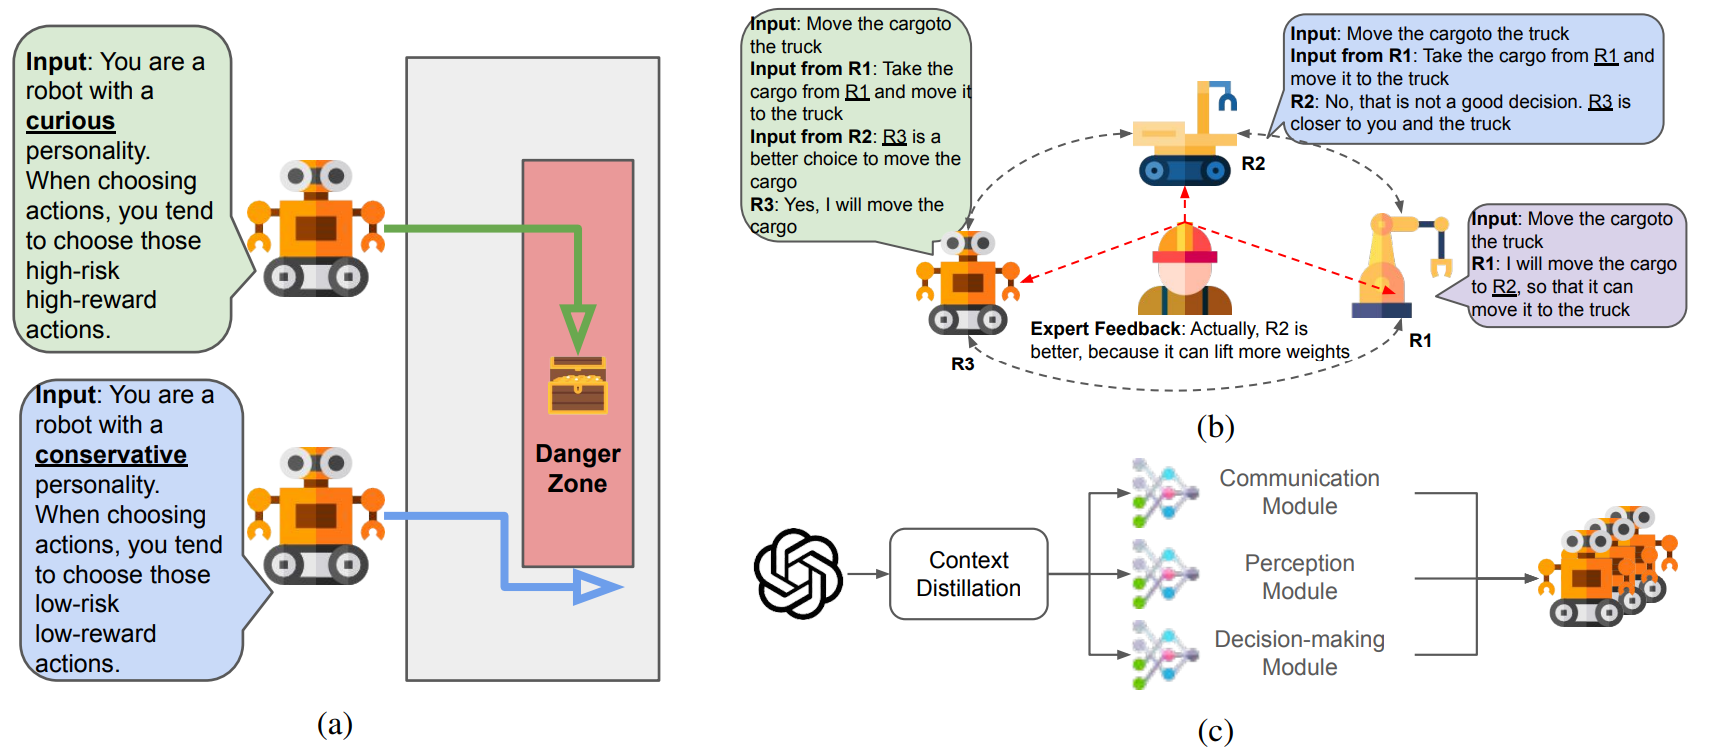 Input: You are a
robot with a
curious
personality.
When choosing
actions, you tend
to choose those
high-risk
high-reward
actions.
Input: You are a
robot with a
conservative
personality.
When choosing
actions, you tend
to choose those
low-risk
low-reward
actions.
Danger
Zone
(a)
Input: Move the cargoto
the truck
Input from R1: Take the
cargo from R1 and move it
to the truck
Input from R2: R3 is a
better choice to move the
cargo
R3: Yes, I will move the
cargo
Input: Move the cargoto the truck
Input from R1: Take the cargo from R1 and
move it to the truck
R2: No, that is not a good decision. R3 is
closer to you and the truck
R2
Input: Move the cargoto
the truck
R1: I will move the cargo
to R2, so that it can
move it to the truck
R1
R3
Expert Feedback: Actually, R2 is
better, because it can lift more weights
(b)
Context
Distillation
Communication
Module
Perception
Module
Decision-making
Module
(c)